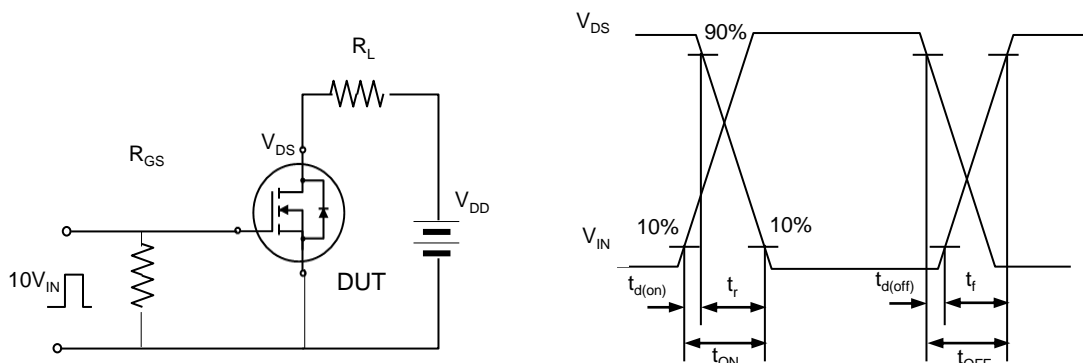 R_L
R_GS
V_DS
V_DD
10V_IN
DUT
V_DS
90%
10%
10%
V_IN
t_d(on)
t_r
t_d(off)
t_f
t_ON
t_OFF